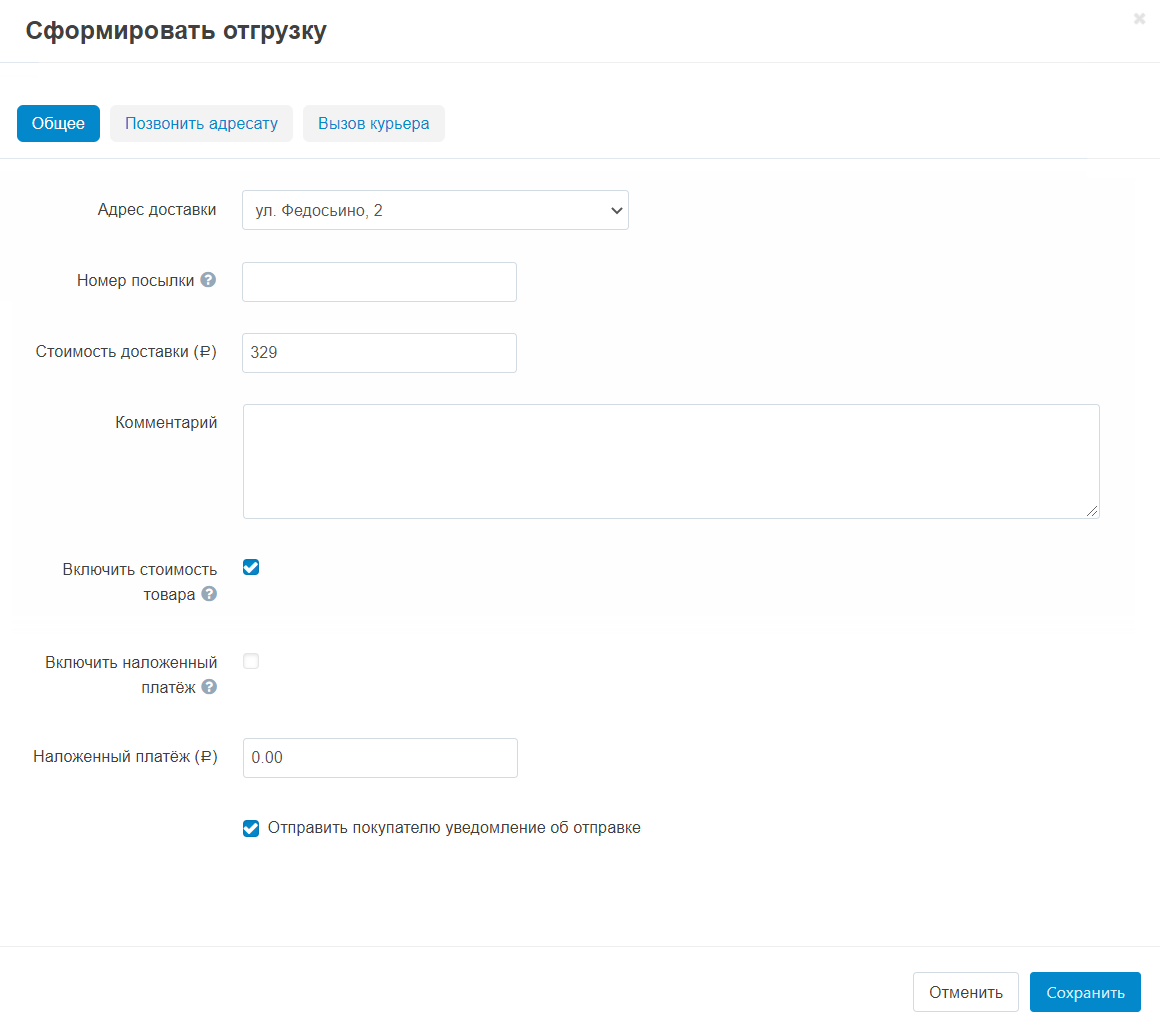 Сформировать отгрузку
Общее
Позвонить адресату
Вызов курьера
Адрес доставки
ул. Федосьино, 2
Номер посылки ?
Стоимость доставки (₽)
329
Комментарий
Включить стоимость
товара ?
Включить наложенный
платёж ?
Наложенный платёж (₽)
0.00
Отправить покупателю уведомление об отправке
Отменить
Сохранить